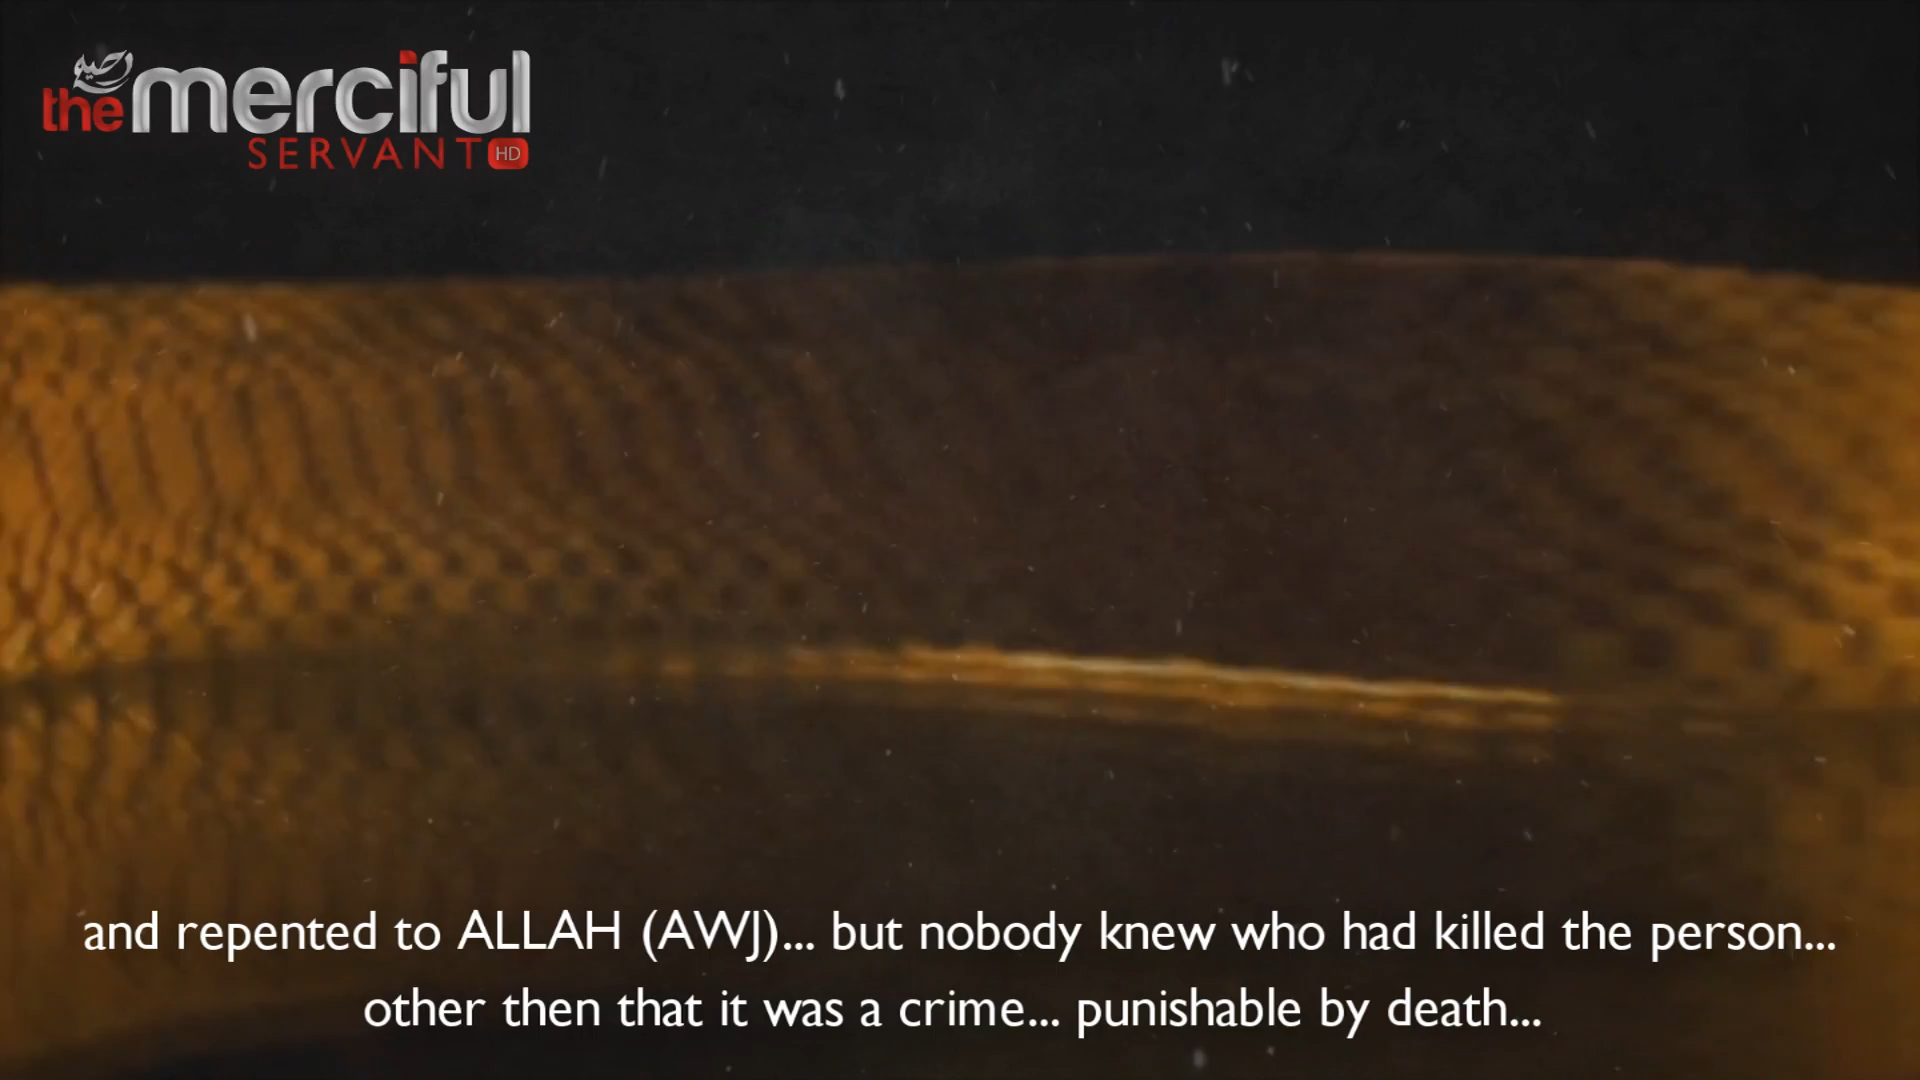 the merciful
SERVANT HD
and repented to ALLAH (AWJ)... but nobody knew who had killed the person...
other then that it was a crime... punishable by death...